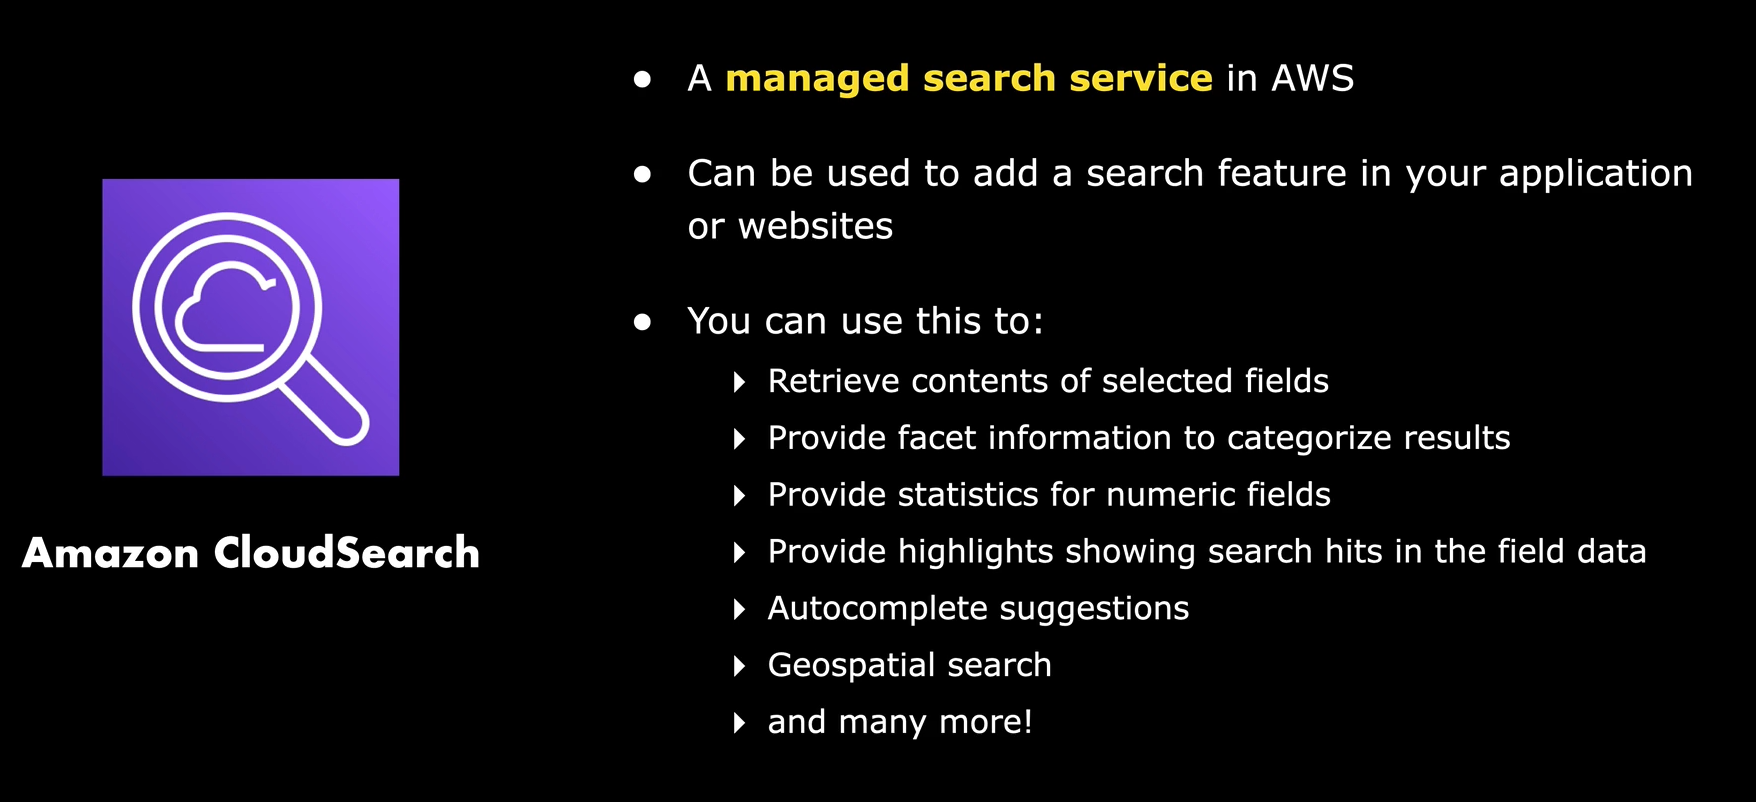 Amazon CloudSearch
● A managed search service in AWS
● Can be used to add a search feature in your application
or websites
● You can use this to:
Retrieve contents of selected fields
Provide facet information to categorize results
Provide statistics for numeric fields
Provide highlights showing search hits in the field data
Autocomplete suggestions
Geospatial search
and many more!